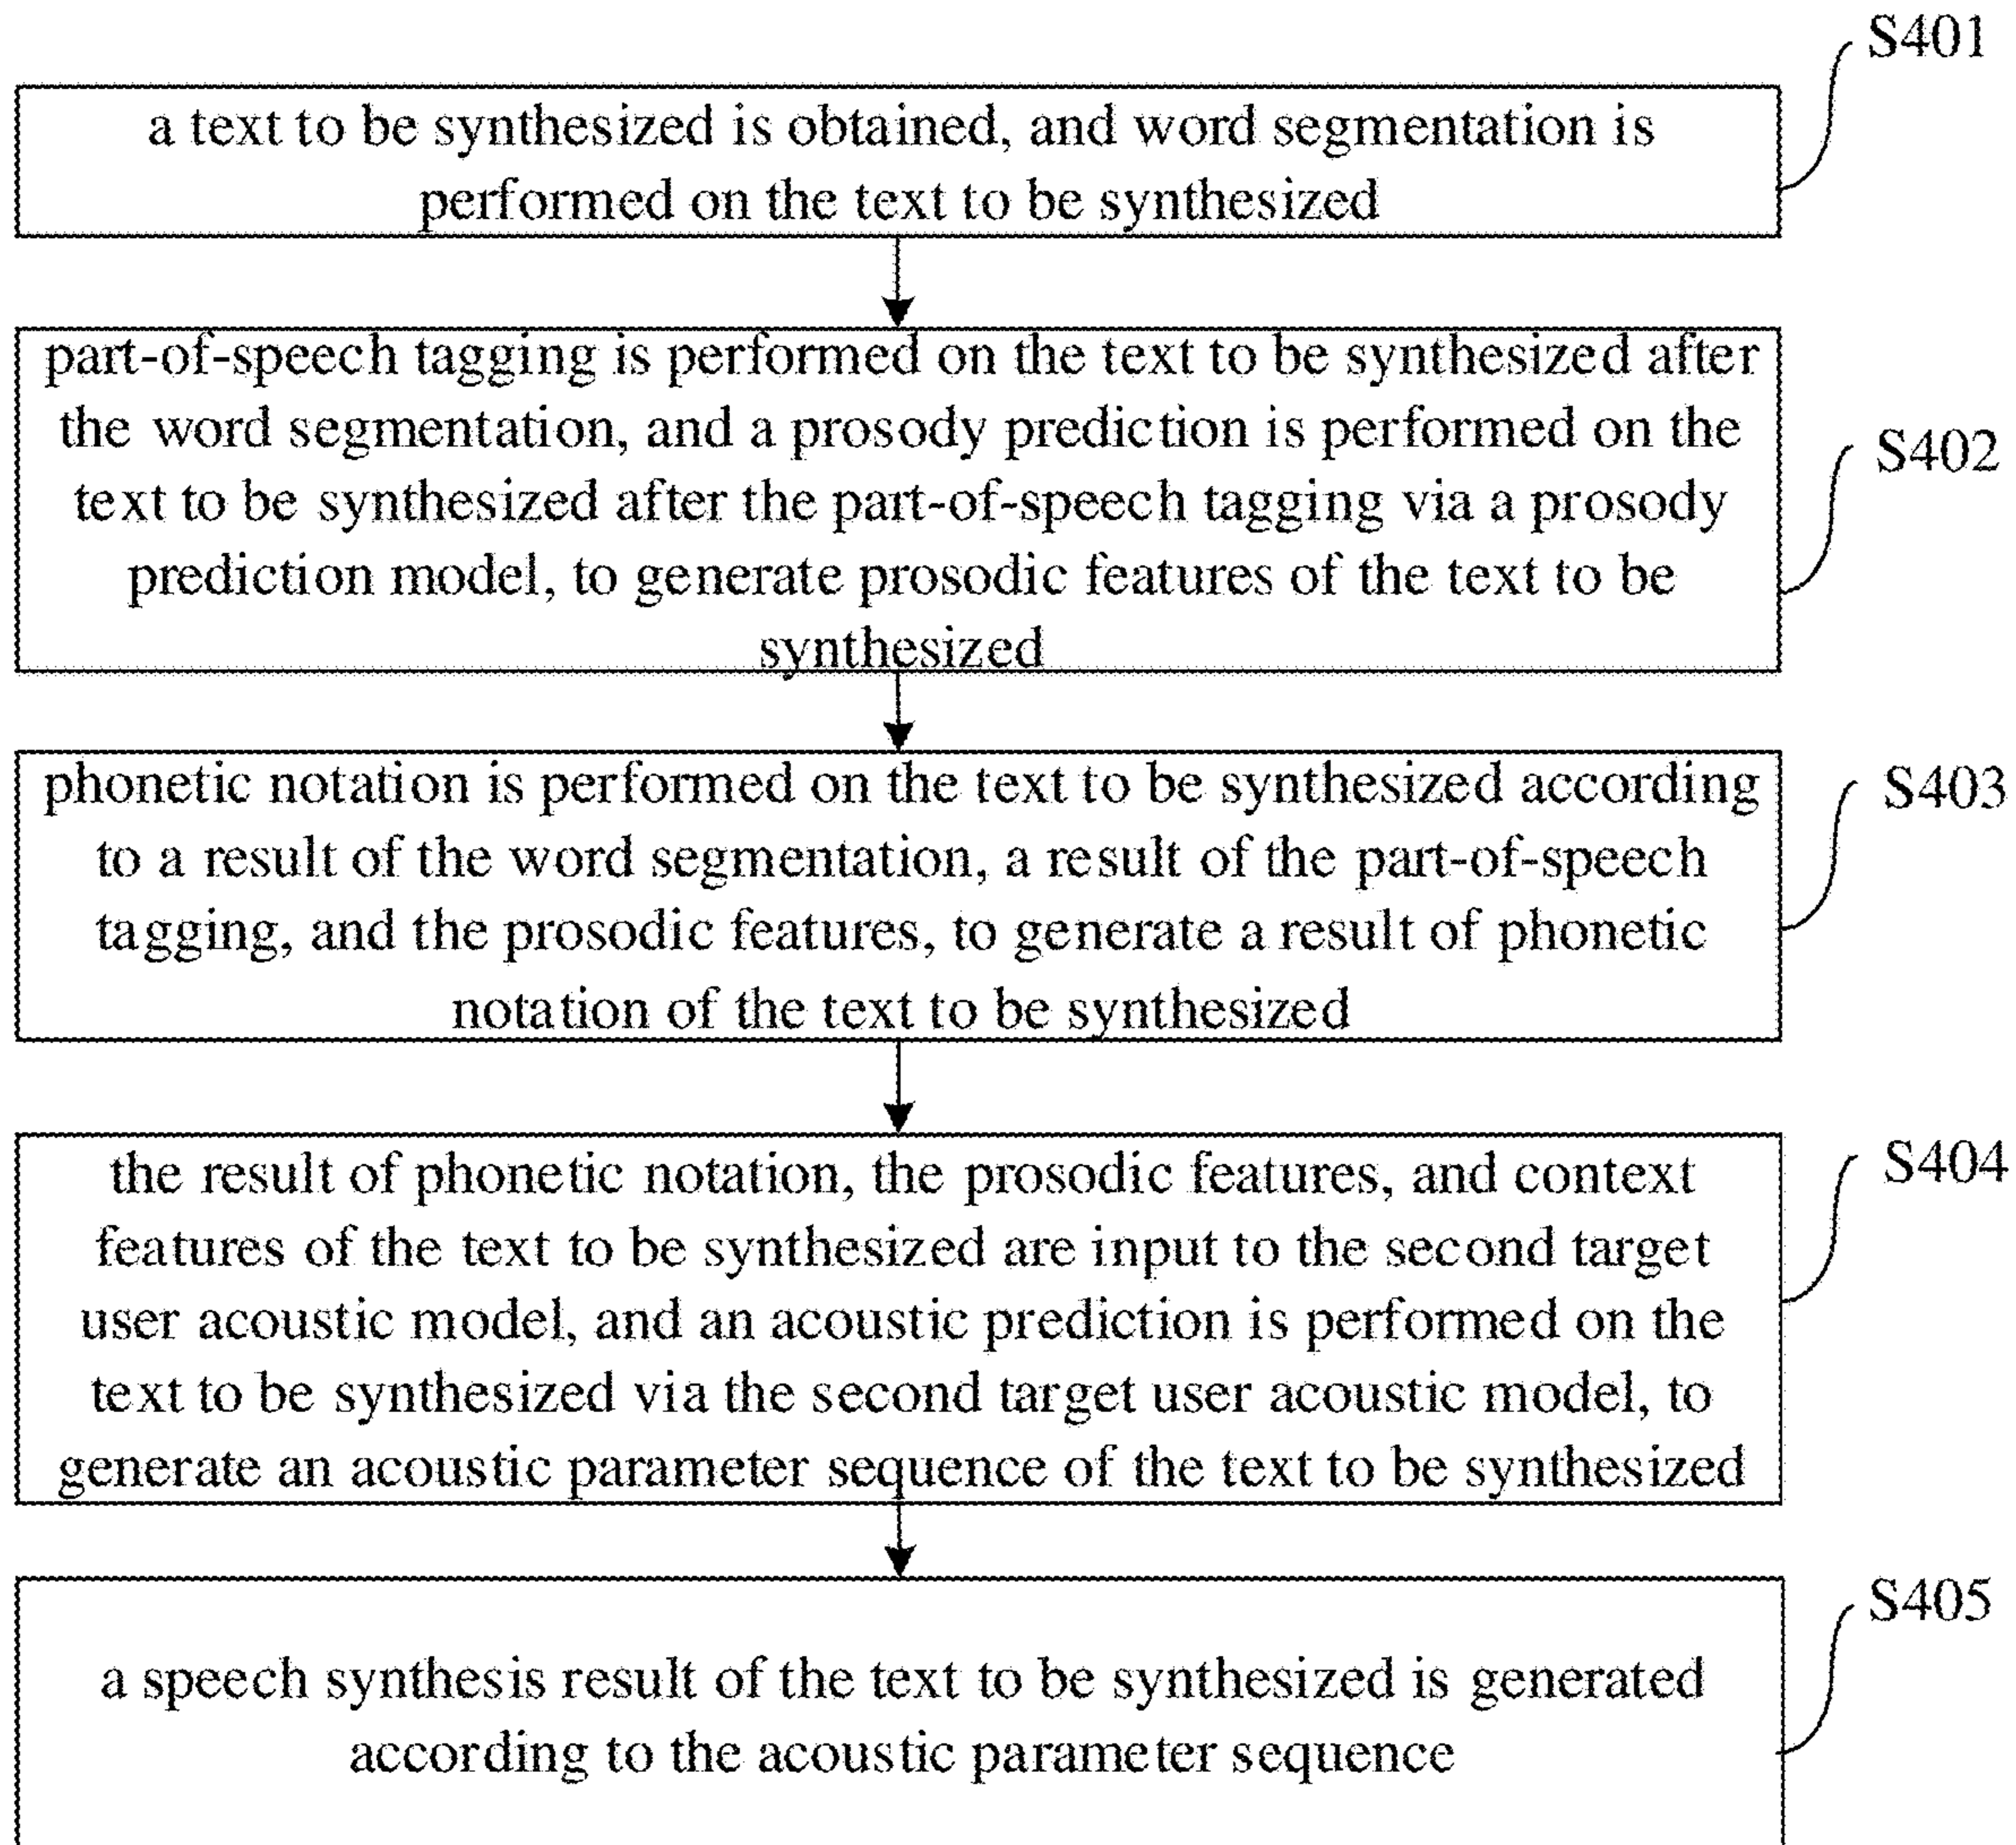 S401
a text to be synthesized is obtained, and word segmentation is
performed on the text to be synthesized
part-of-speech tagging is performed on the text to be synthesized after
the word segmentation, and a prosody prediction is performed on the
text to be synthesized after the part-of-speech tagging via a prosody
prediction model, to generate prosodic features of the text to be
synthesized
S402
phonetic notation is performed on the text to be synthesized according
to a result of the word segmentation, a result of the part-of-speech
tagging, and the prosodic features, to generate a result of phonetic
notation of the text to be synthesized
S403
the result of phonetic notation, the prosodic features, and context
features of the text to be synthesized are input to the second target
user acoustic model, and an acoustic prediction is performed on the
text to be synthesized via the second target user acoustic model, to
generate an acoustic parameter sequence of the text to be synthesized
S404
a speech synthesis result of the text to be synthesized is generated
according to the acoustic parameter sequence
S405